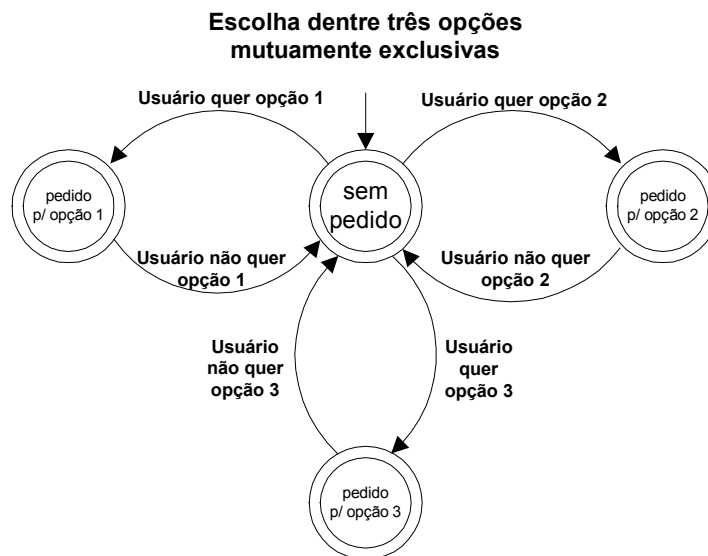 Escolha dentre três opções
mutuamente exclusivas
Usuário quer opção 1
Usuário quer opção 2
pedido
p/ opção 1
sem
pedido
pedido
p/ opção 2
Usuário não quer
opção 1
Usuário não quer
opção 2
Usuário
não quer
opção 3
Usuário
quer
opção 3
pedido
p/ opção 3